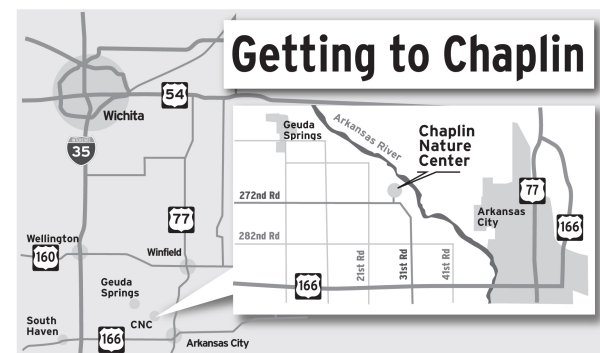 Getting to Chaplin
54
Wichita
INTERSTATE
35
77
Wellington
160
Winfield
Geuda
Springs
South
Haven
CNC
166
Arkansas City
Geuda
Springs
Arkansas River
Chaplin
Nature
Center
272nd Rd
77
Arkansas
City
166
282nd Rd
21st Rd
31st Rd
41st Rd
166